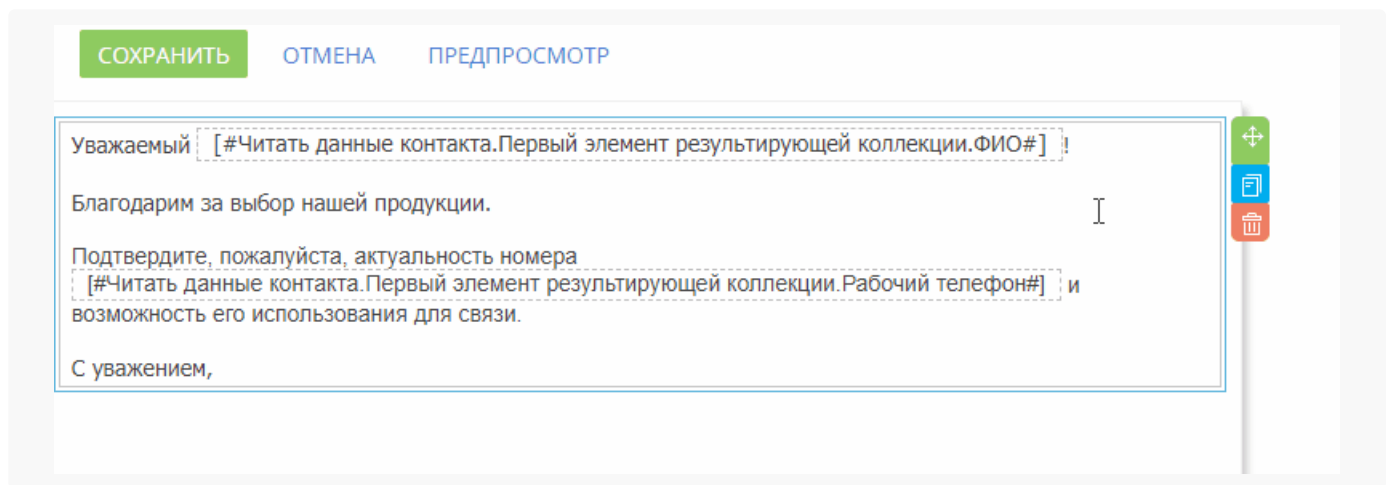 СОХРАНИТЬ ОТМЕНА ПРЕДПРОСМОТР
Уважаемый [#Читать данные контакта.Первый элемент результирующей коллекции.ФИО#] !
Благодарим за выбор нашей продукции.
Подтвердите, пожалуйста, актуальность номера
[#Читать данные контакта.Первый элемент результирующей коллекции.Рабочий телефон#] и
возможность его использования для связи.
С уважением,